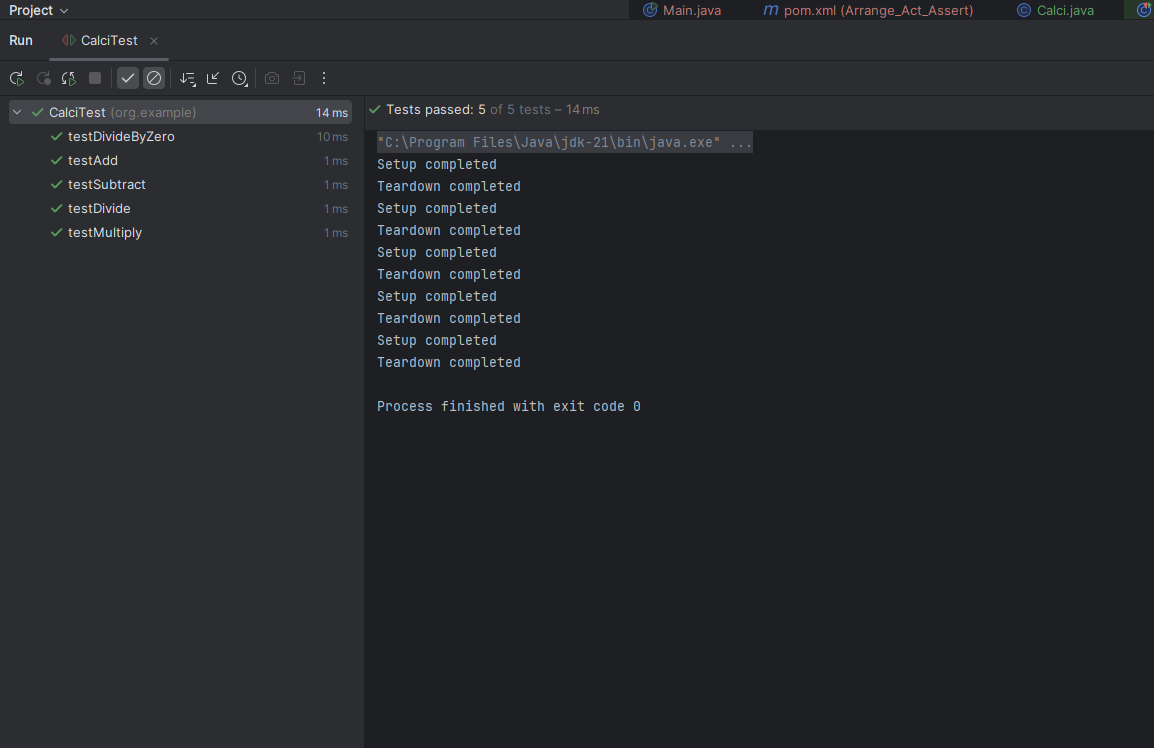 Project
Main.java
pom.xml (Arrange_Act_Assert)
Calci.java
Run
CalciTest
CalciTest (org.example) 14 ms
testDivideByZero 10 ms
testAdd 1 ms
testSubtract 1 ms
testDivide 1 ms
testMultiply 1 ms
Tests passed: 5 of 5 tests – 14 ms
"C:\Program Files\Java\jdk-21\bin\java.exe" ...
Setup completed
Teardown completed
Setup completed
Teardown completed
Setup completed
Teardown completed
Setup completed
Teardown completed
Setup completed
Teardown completed
Process finished with exit code 0